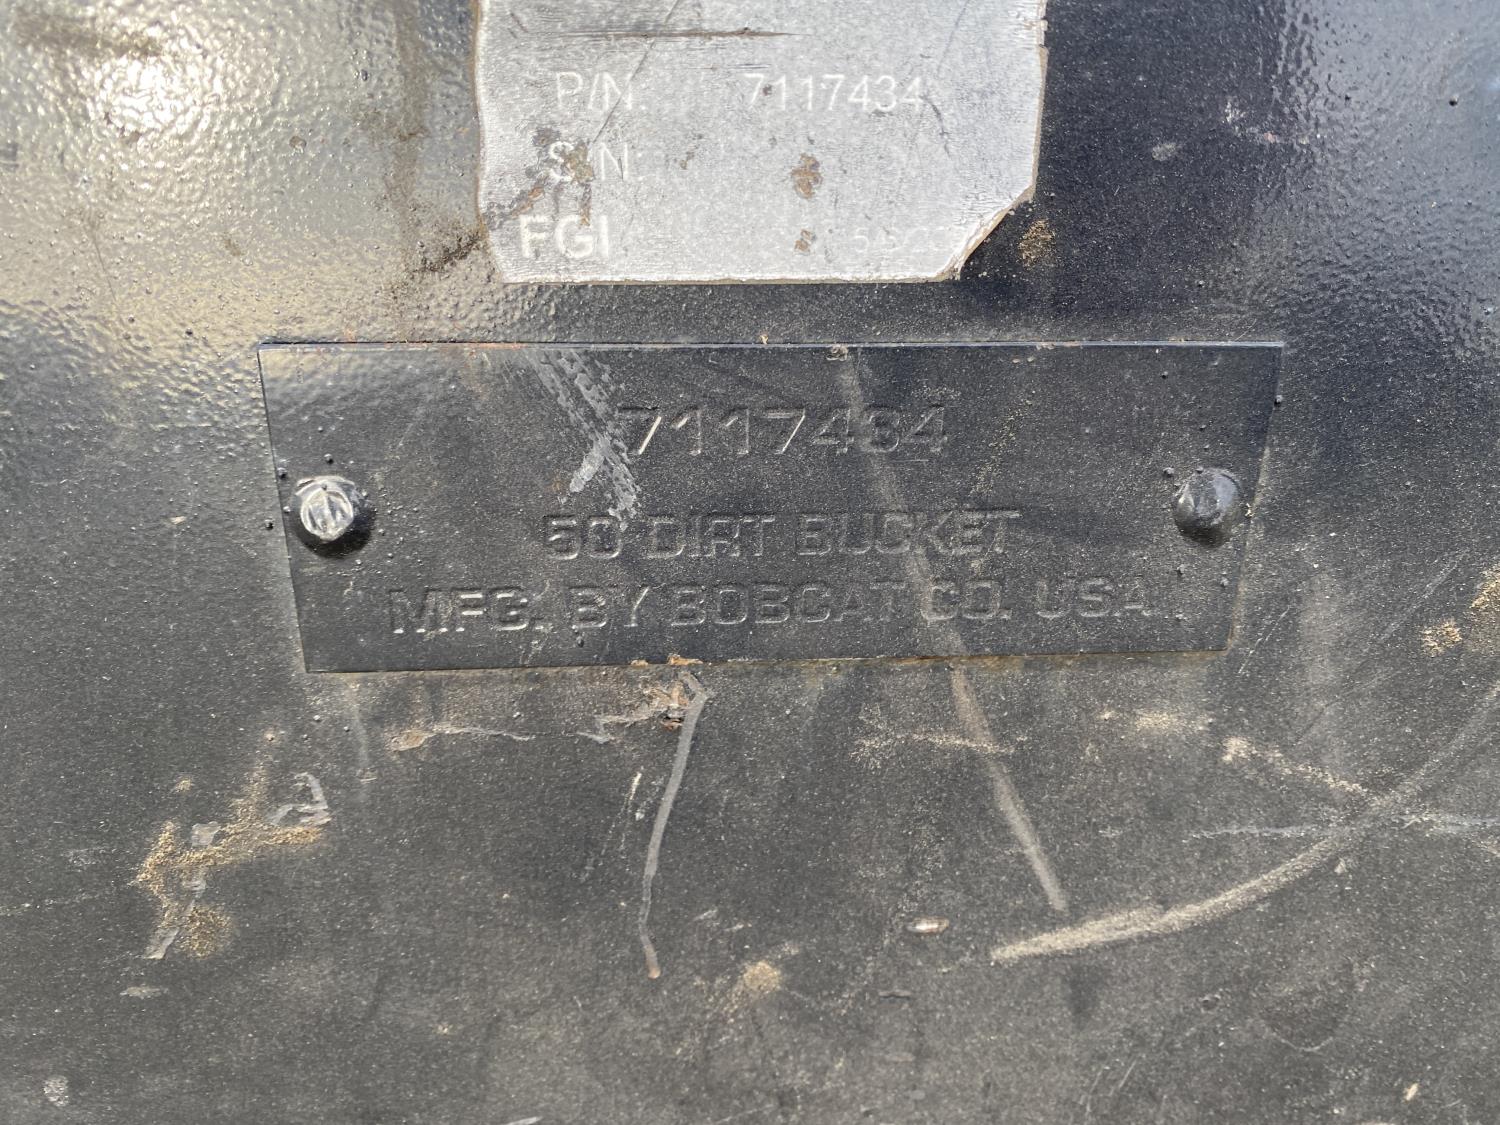 P/N: 7117434
S/N:
FGI
7117434
50 DIRT BUCKET
MFG. BY BOBCAT CO. USA